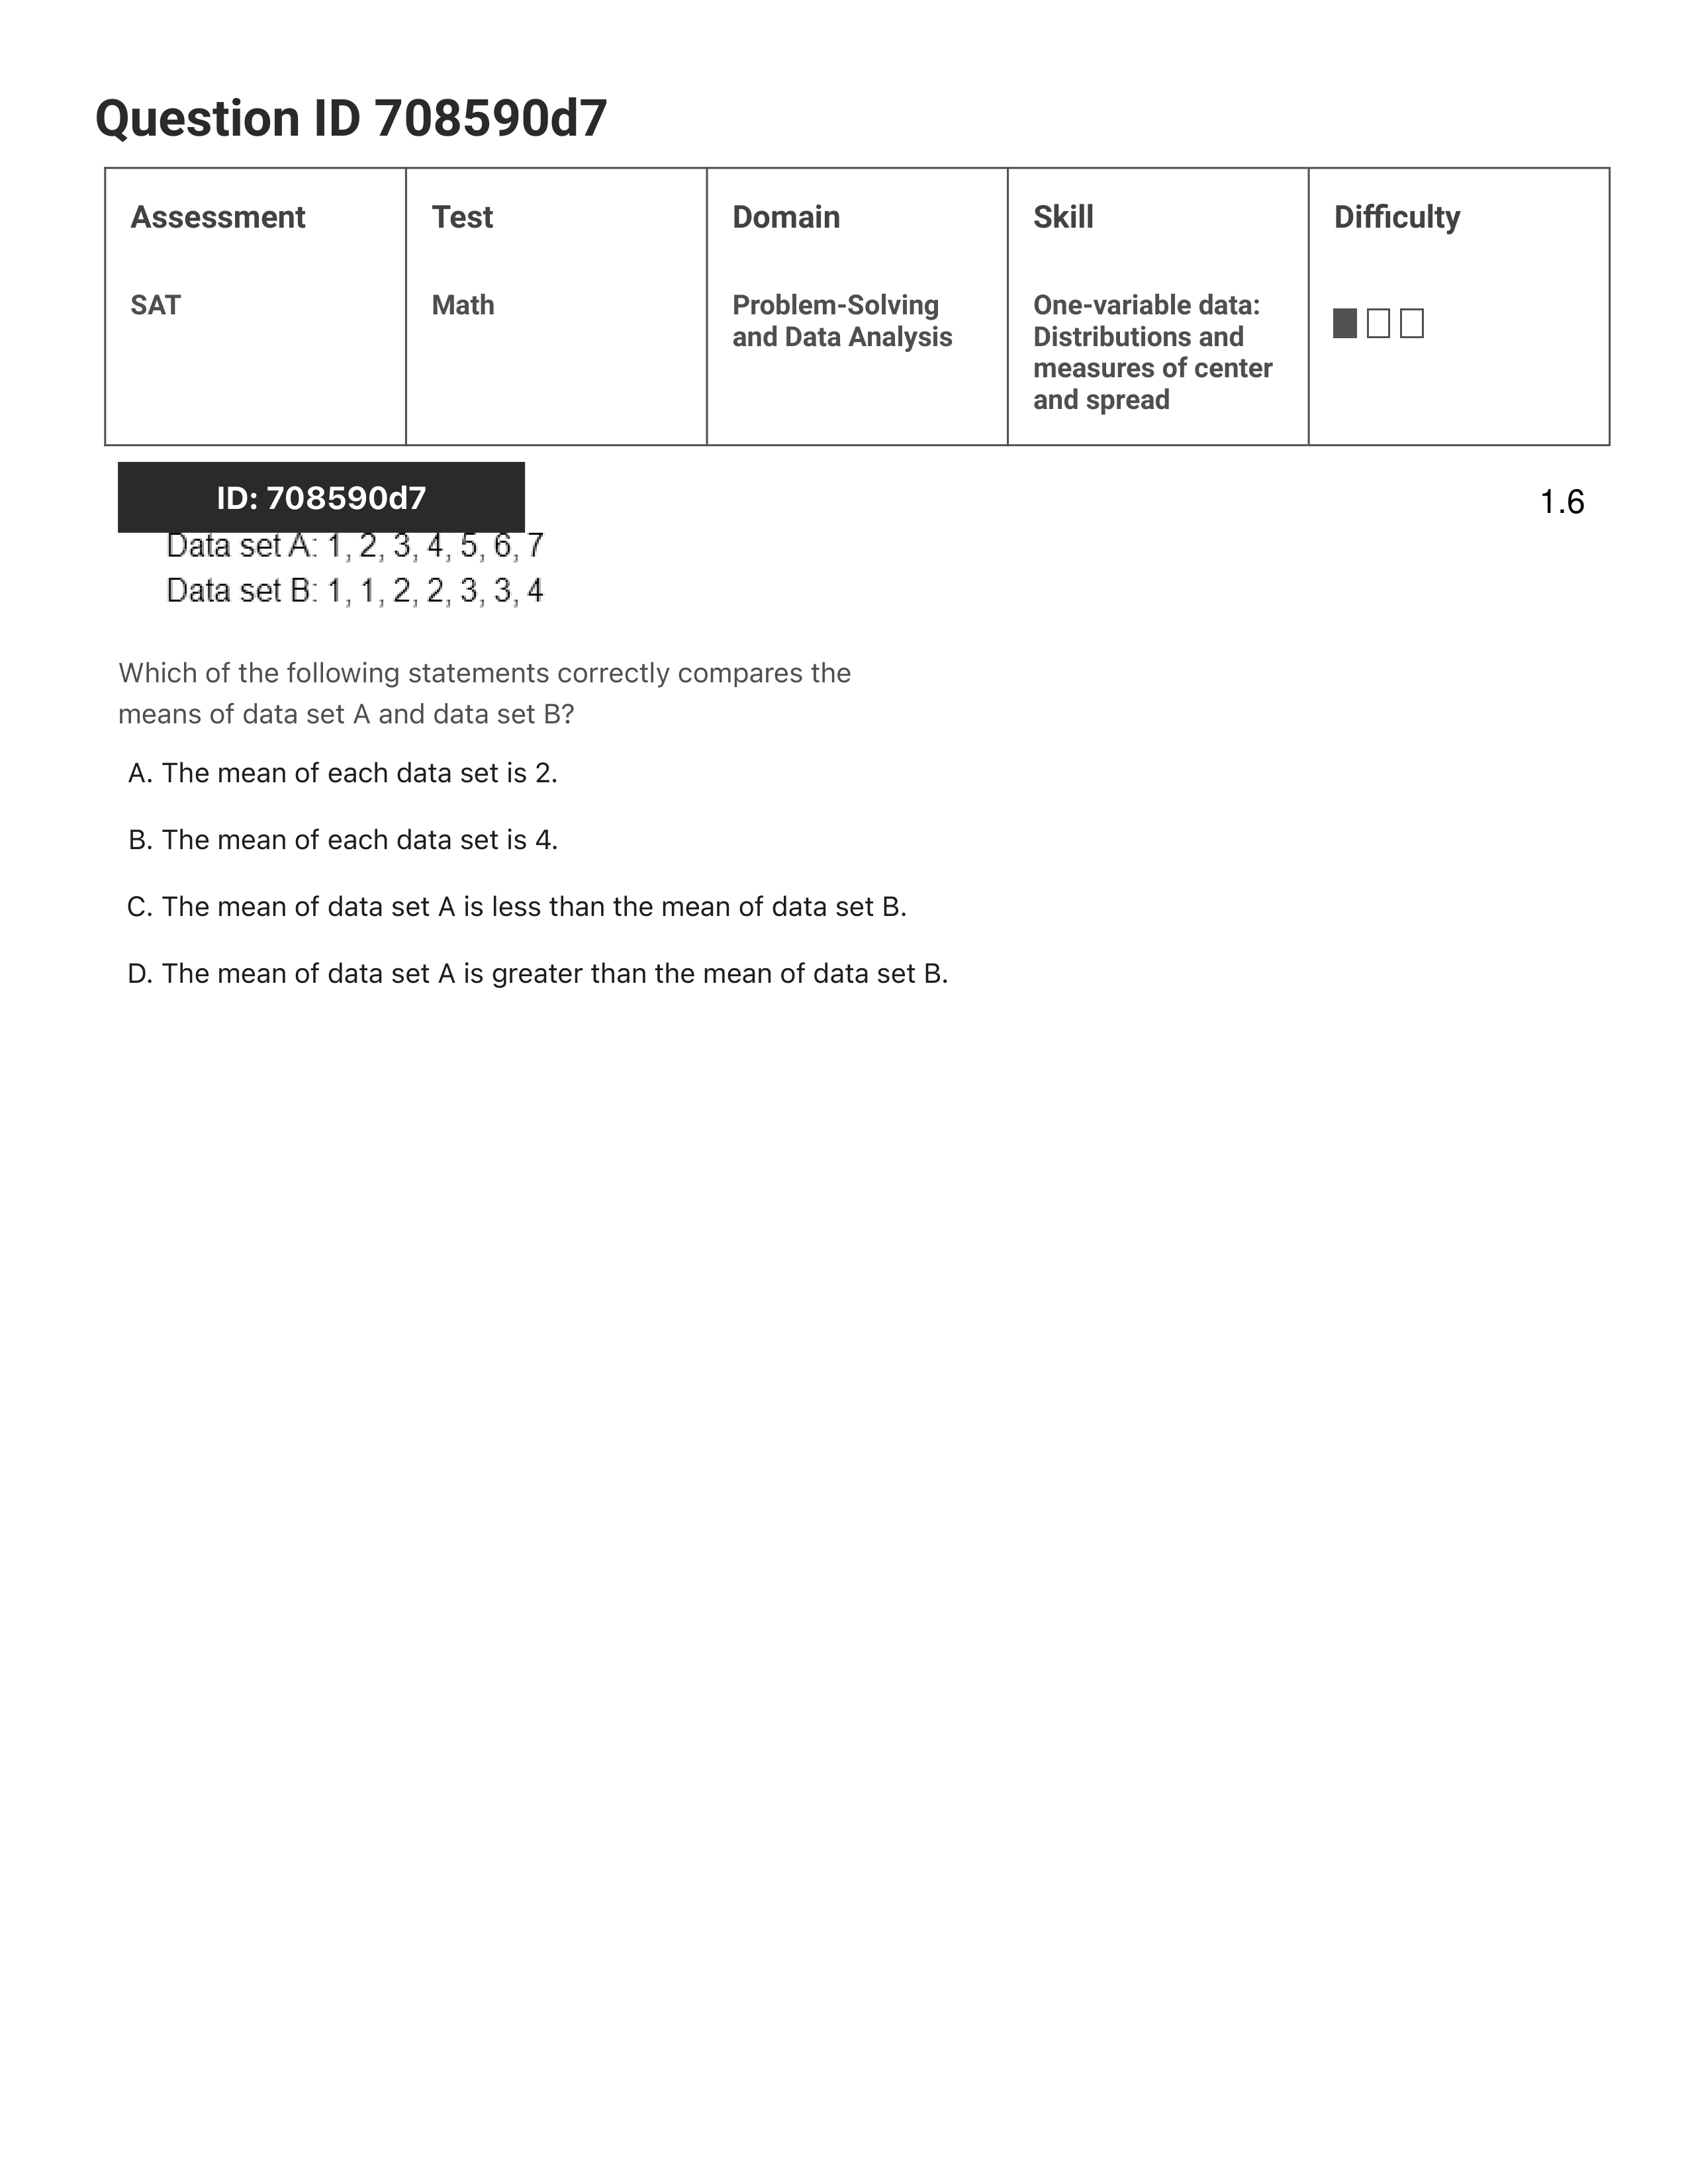 Question ID 708590d7
Assessment
Test
Domain
Skill
Difficulty
SAT
Math
Problem-Solving
and Data Analysis
One-variable data:
Distributions and
measures of center
and spread
ID: 708590d7
1.6
Data set A: 1, 2, 3, 4, 5, 6, 7
Data set B: 1, 1, 2, 2, 3, 3, 4
Which of the following statements correctly compares the
means of data set A and data set B?
A. The mean of each data set is 2.
B. The mean of each data set is 4.
C. The mean of data set A is less than the mean of data set B.
D. The mean of data set A is greater than the mean of data set B.